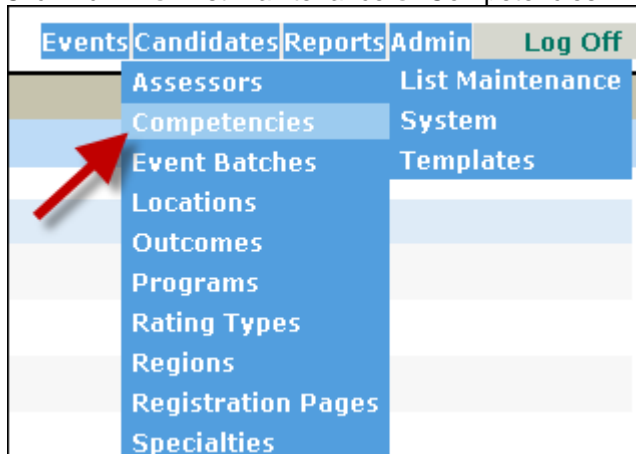 Events Candidates Reports Admin Log Off
Assessors List Maintenance
Competencies System
Event Batches Templates
Locations
Outcomes
Programs
Rating Types
Regions
Registration Pages
Specialties